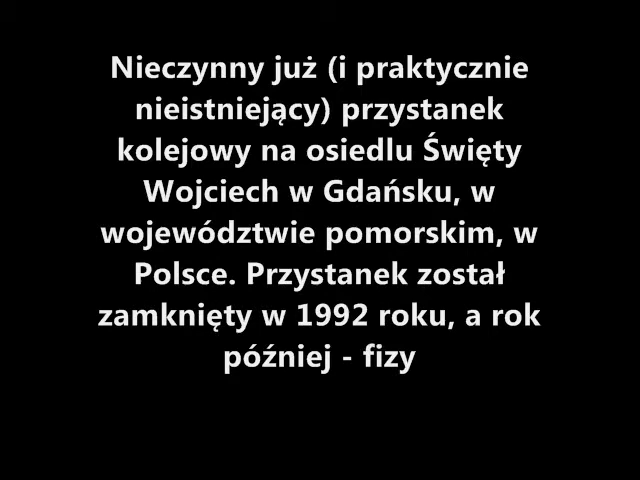 Nieczynny już (i praktycznie
nieistniejący) przystanek
kolejowy na osiedlu Święty
Wojciech w Gdańsku, w
województwie pomorskim, w
Polsce. Przystanek został
zamknięty w 1992 roku, a rok
później - fizy